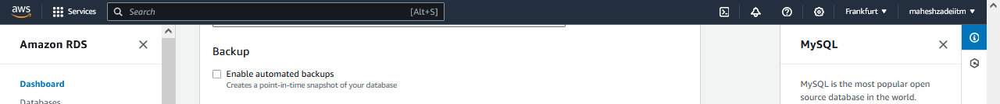 aws
Services
Search
[Alt+S]
Frankfurt
maheshzadeiitm
Amazon RDS
Dashboard
Databases
Backup
Enable automated backups
Creates a point-in-time snapshot of your database
MySQL
MySQL is the most popular open
source database in the world.